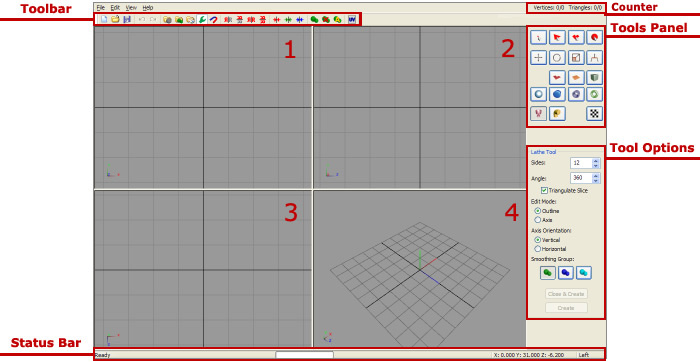 Toolbar
File Edit View Help
Vertices: 0/0 Triangles: 0/0
Counter
UV
Tools Panel
1
2
Lathe Tool
Tool Options
Sides: 12
Angle: 360
Triangulate Slice
Edit Mode:
Outline
Axis
Axis Orientation:
Vertical
Horizontal
Smoothing Group:
3
4
Close & Create
Create
Status Bar
Ready
X: 0.000 Y: 31.000 Z: -6.200 Left